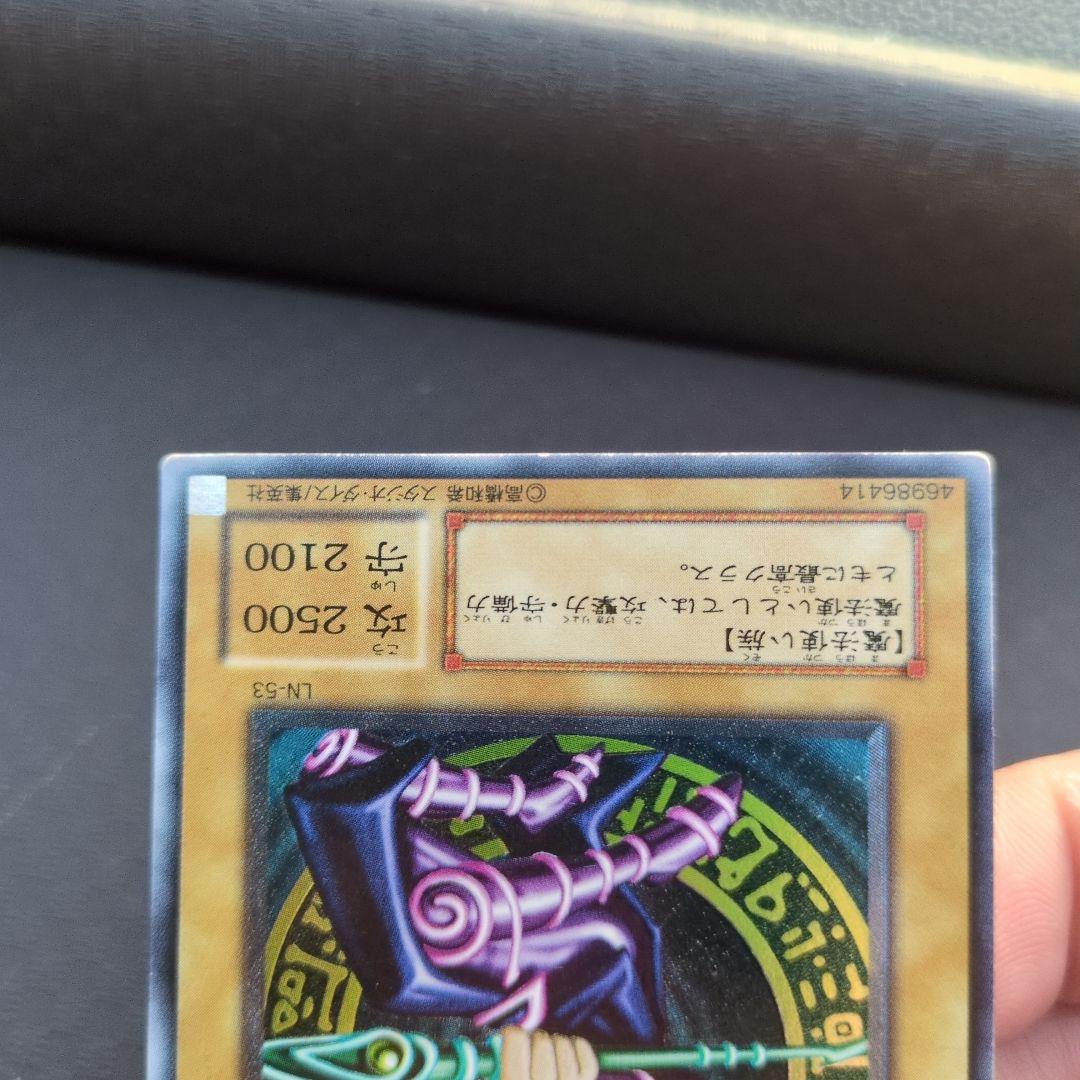 LN-53
【魔法使い族】
魔法使いとしては、攻撃力・守備力
ともに最高クラス。
攻 2500
守 2100
46986414
©高橋和希 スタジオ・ダイス/集英社